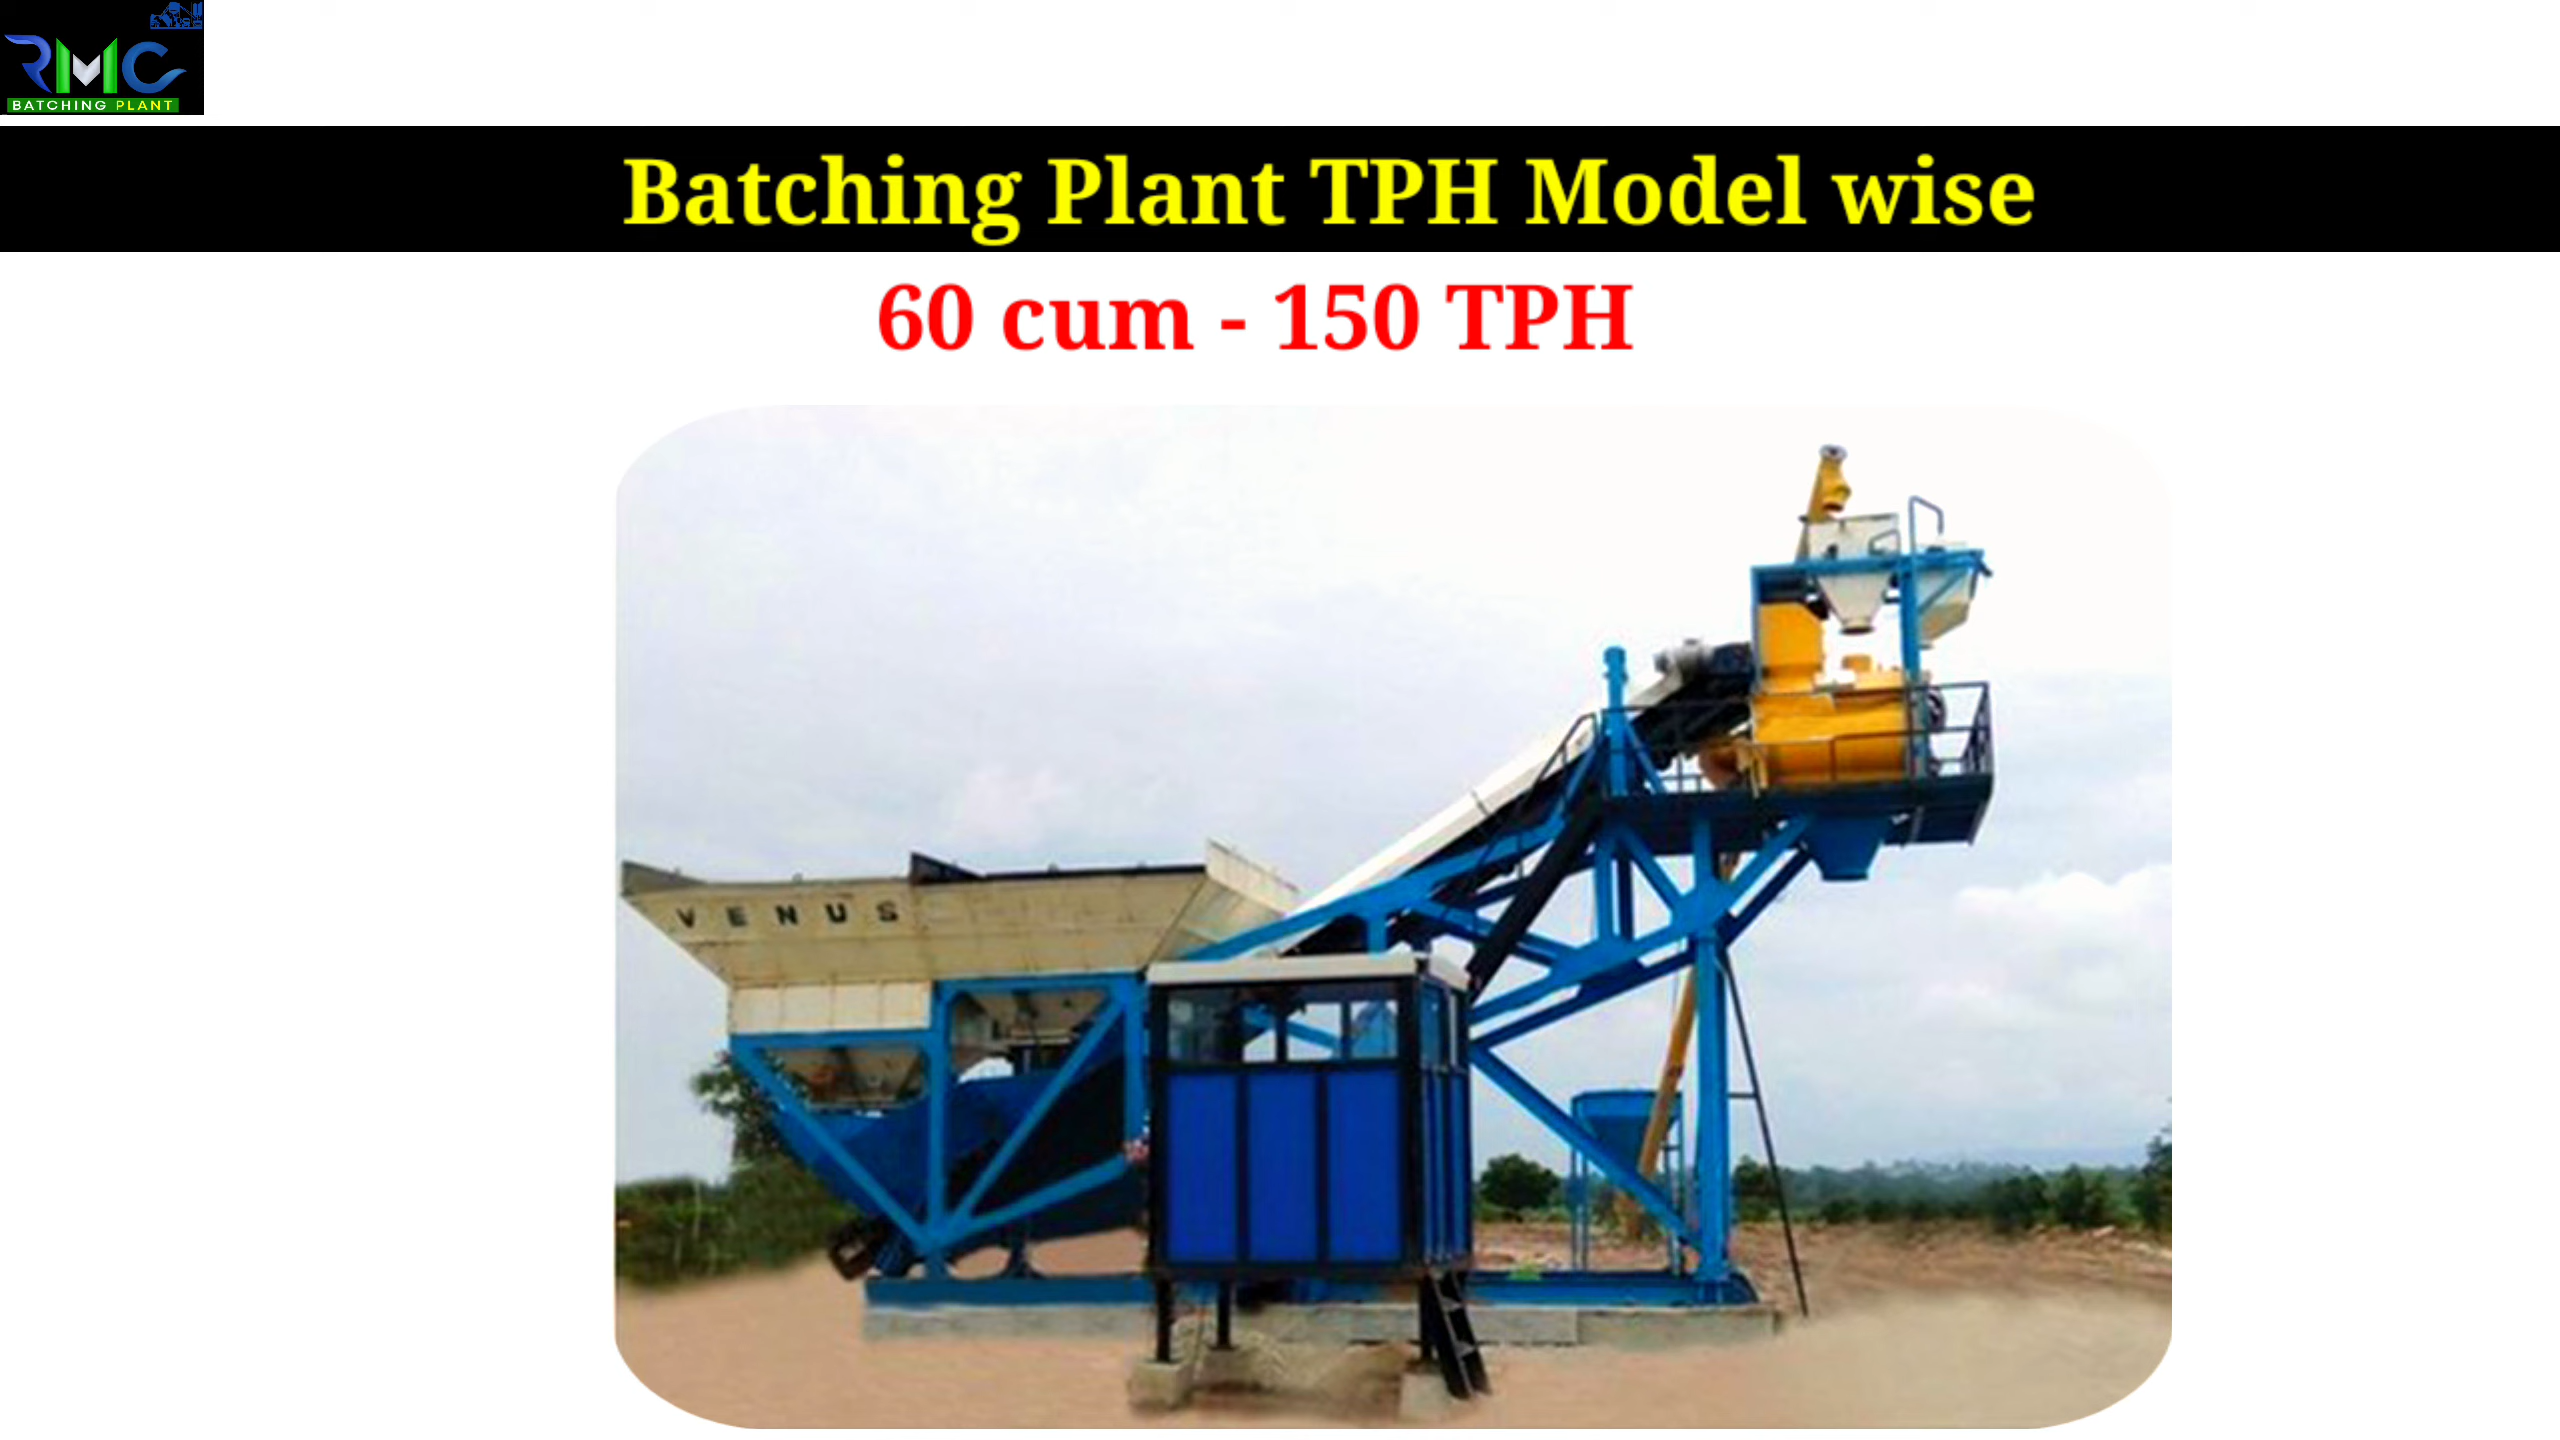 RMC
BATCHING PLANT
Batching Plant TPH Model wise
60 cum - 150 TPH
VENUS